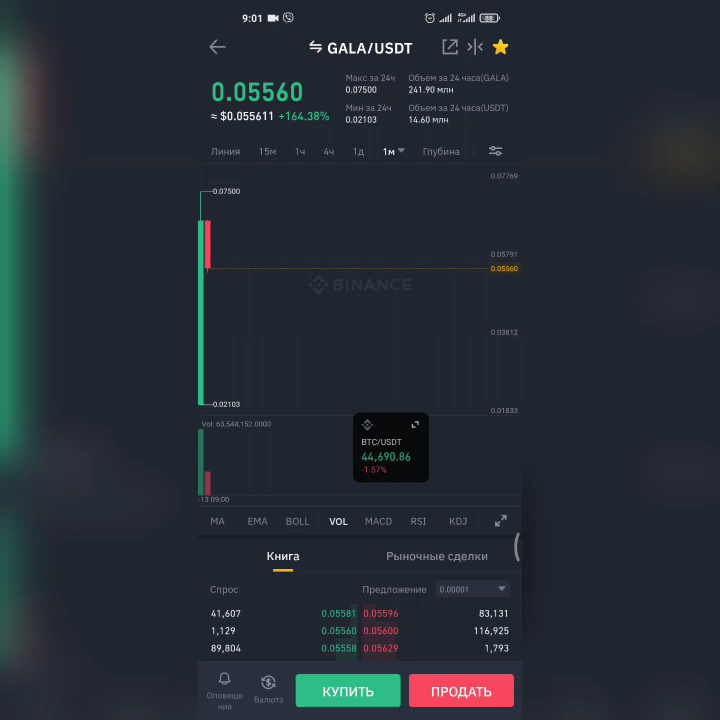 9:01
4G+
88
GALA/USDT
0.05560
≈ $0.055611 +164.38%
Макс за 24ч
0.07500
Мин за 24ч
0.02103
Объем за 24 часа(GALA)
241.90 млн
Объем за 24 часа(USDT)
14.60 млн
Линия 15м 1ч 4ч 1д 1м Глубина
0.07769
0.07500
0.05791
0.05560
BINANCE
0.03812
0.02103
0.01833
Vol: 63,544,152.0000
BTC/USDT
44,690.86
-1.57%
-13 09:00
MA EMA BOLL VOL MACD RSI KDJ
Книга Рыночные сделки
Спрос Предложение 0.00001
41,607 0.05581 0.05596 83,131
1,129 0.05560 0.05600 116,925
89,804 0.05558 0.05629 1,793
Оповеще
ние
Валюта
КУПИТЬ
ПРОДАТЬ